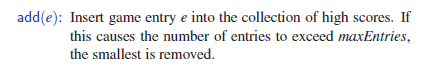 add(e): Insert game entry e into the collection of high scores. If
this causes the number of entries to exceed maxEntries,
the smallest is removed.